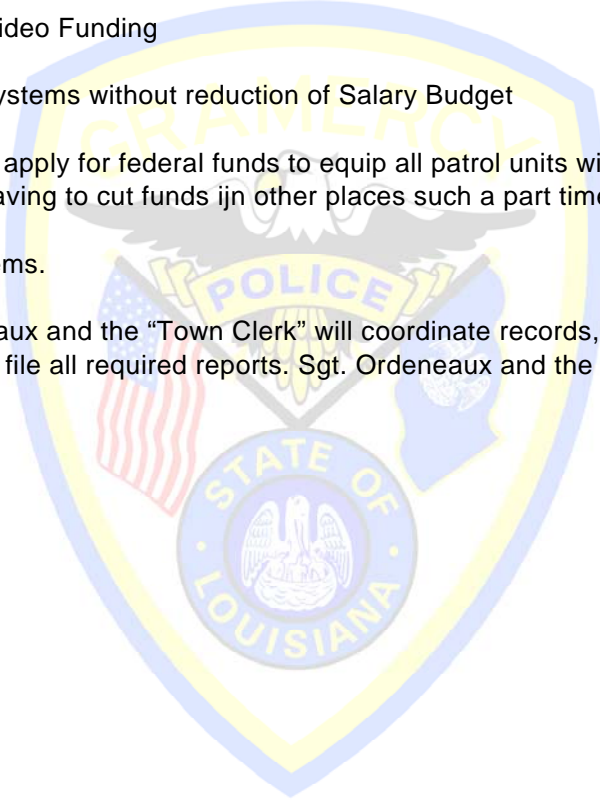 ideo Funding
ystems without reduction of Salary Budget
GRAMERCY
apply for federal funds to equip all patrol units wi
aving to cut funds ijn other places such a part time
ems.
POLICE
aux and the “Town Clerk” will coordinate records,
file all required reports. Sgt. Ordeneaux and the
STATE OF
LOUISIANA